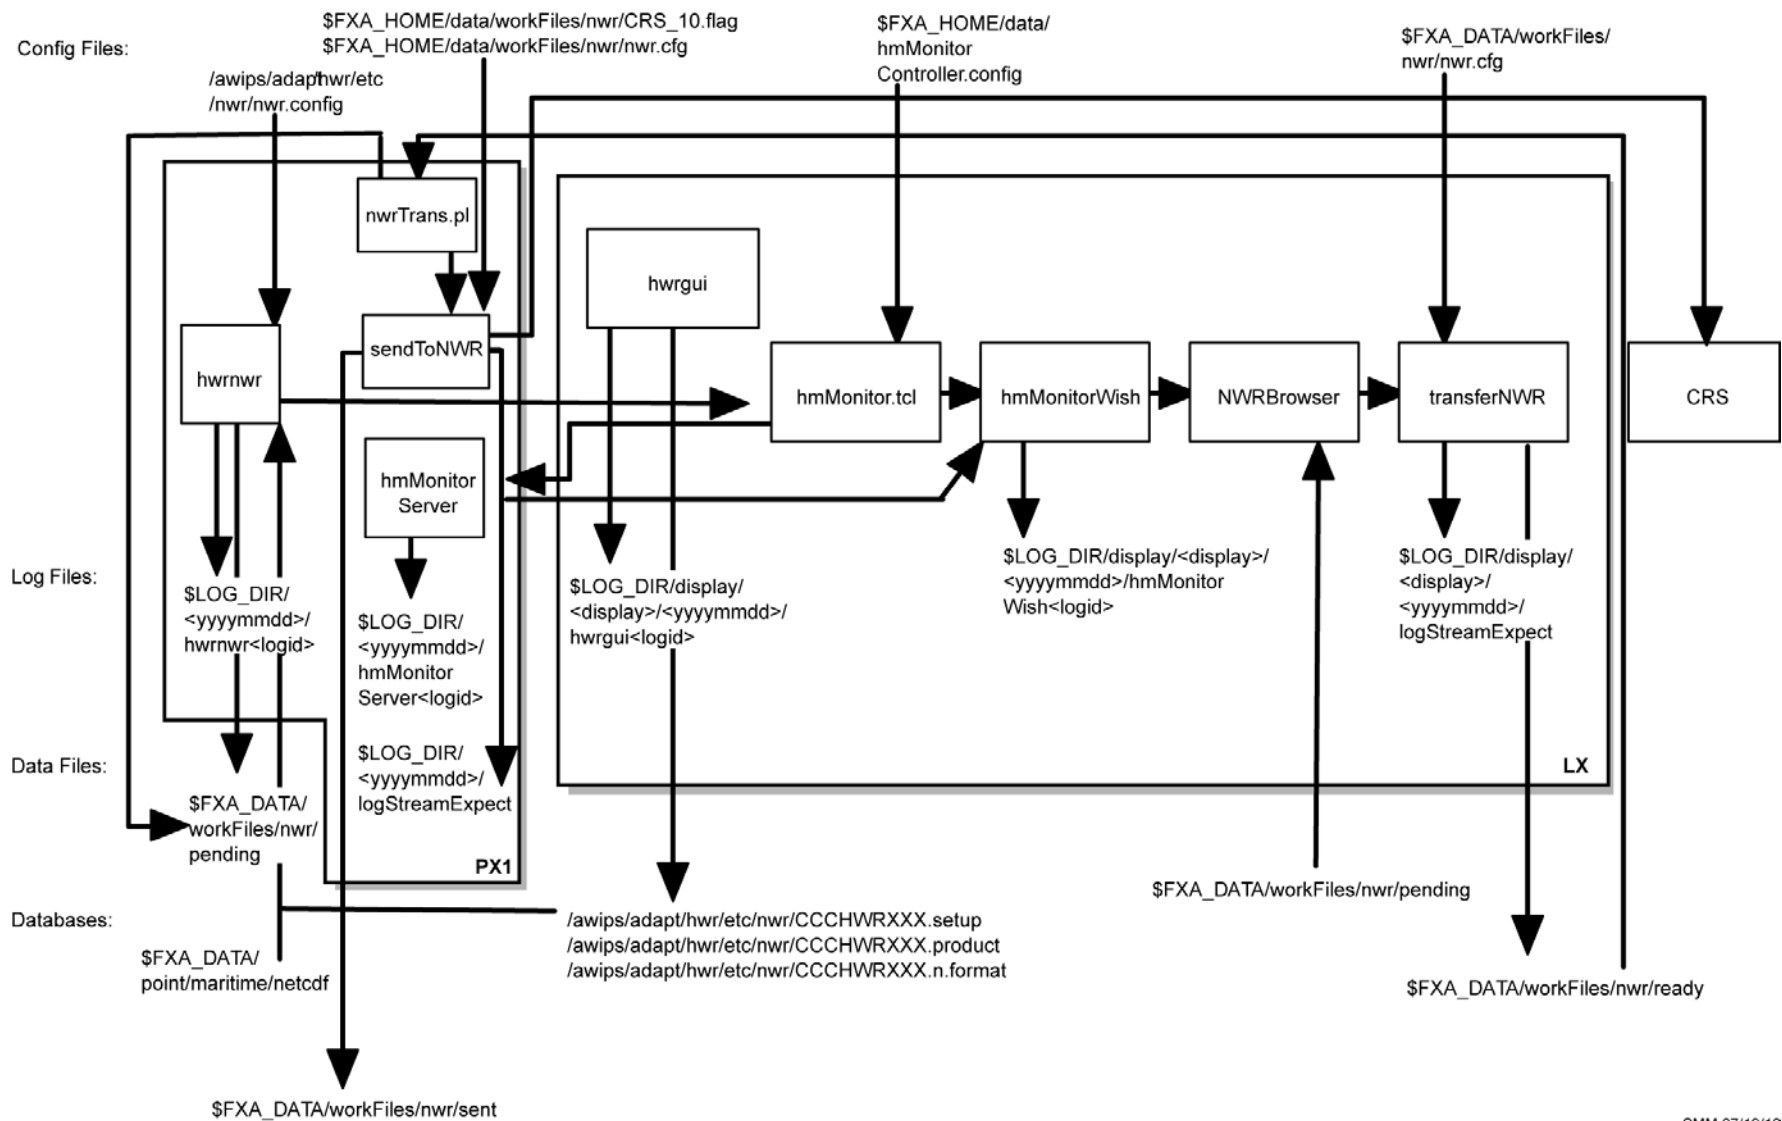 $FXA_HOME/data/workFiles/nwr/CRS_10.flag
$FXA_HOME/data/workFiles/nwr/nwr.cfg
$FXA_HOME/data/
hmMonitor
Controller.config
$FXA_DATA/workFiles/
nwr/nwr.cfg
Config Files:
/awips/adapt/hwr/etc
/nwr/nwr.config
nwrTrans.pl
hwrgui
sendToNWR
hwrnwr
hmMonitor.tcl
hmMonitorWish
NWRBrowser
transferNWR
CRS
hmMonitor
Server
Log Files:
$LOG_DIR/
<yyyymmdd>/
hwrnwr<logid>
$LOG_DIR/
<yyyymmdd>/
hmMonitor
Server<logid>
$LOG_DIR/display/
<display>/<yyyymmdd>/
hwrgui<logid>
$LOG_DIR/display/<display>/
<yyyymmdd>/hmMonitor
Wish<logid>
$LOG_DIR/display/
<display>/
<yyyymmdd>/
logStreamExpect
Data Files:
$LOG_DIR/
<yyyymmdd>/
logStreamExpect
LX
$FXA_DATA/
workFiles/nwr/
pending
PX1
$FXA_DATA/workFiles/nwr/pending
Databases:
/awips/adapt/hwr/etc/nwr/CCCHWRXXX.setup
/awips/adapt/hwr/etc/nwr/CCCHWRXXX.product
/awips/adapt/hwr/etc/nwr/CCCHWRXXX.n.format
$FXA_DATA/
point/maritime/netcdf
$FXA_DATA/workFiles/nwr/ready
$FXA_DATA/workFiles/nwr/sent